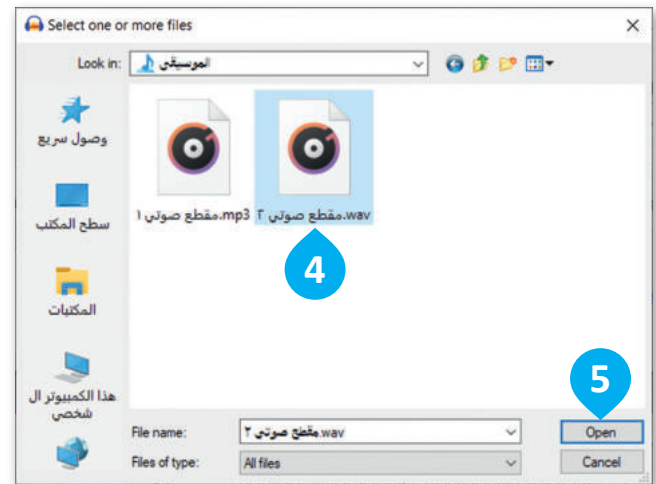 Select one or more files
Look in: الموسيقى
وصول سريع
سطح المكتب
المكتبات
هذا الكمبيوتر ال
شخصي
مقطع صوتي ١.mp3
مقطع صوتي ٢.wav
4
5
File name: مقطع صوتي ٢.wav
Open
Files of type: All files
Cancel